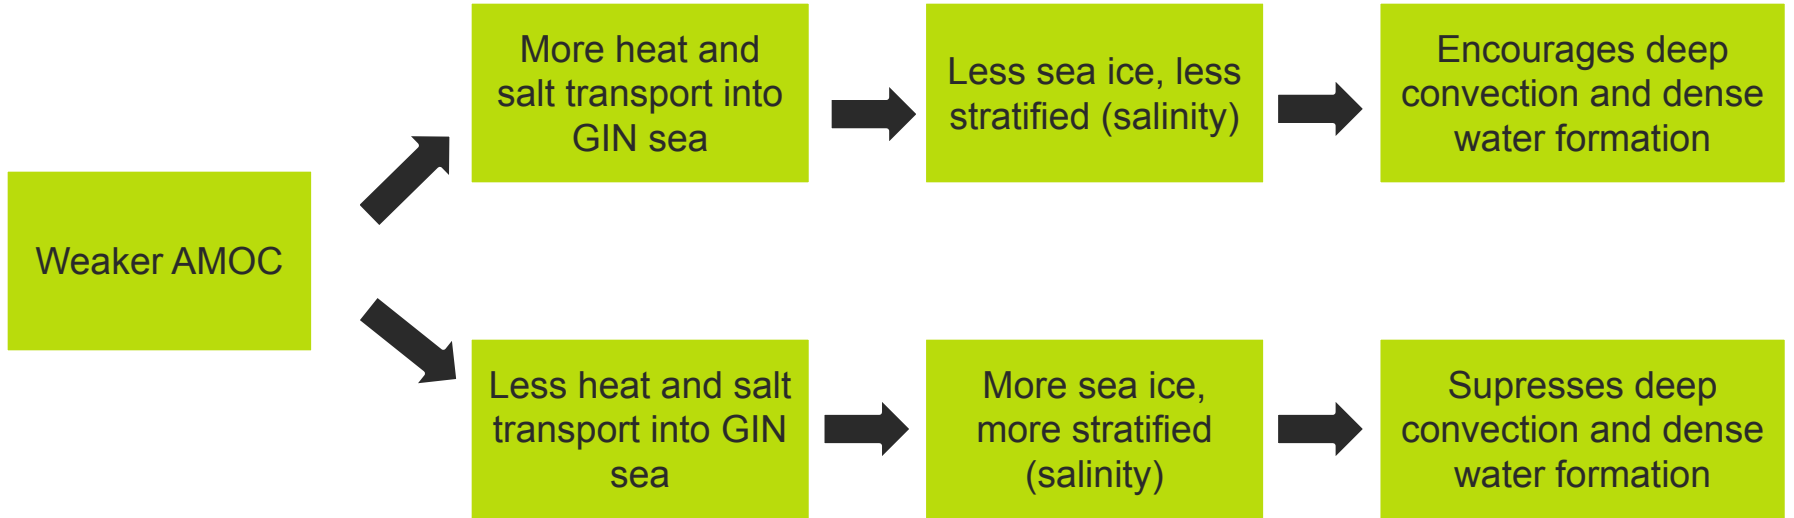 Weaker AMOC
More heat and
salt transport into
GIN sea
Less sea ice, less
stratified (salinity)
Encourages deep
convection and dense
water formation
Less heat and salt
transport into GIN
sea
More sea ice,
more stratified
(salinity)
Supresses deep
convection and dense
water formation